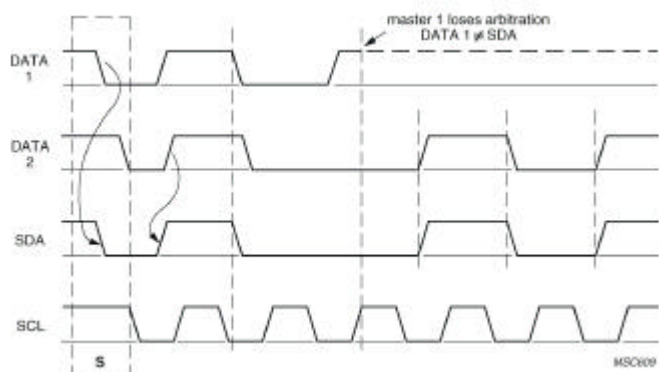 master 1 loses arbitration
DATA 1 ≠ SDA
DATA
1
DATA
2
SDA
SCL
S
MSC609